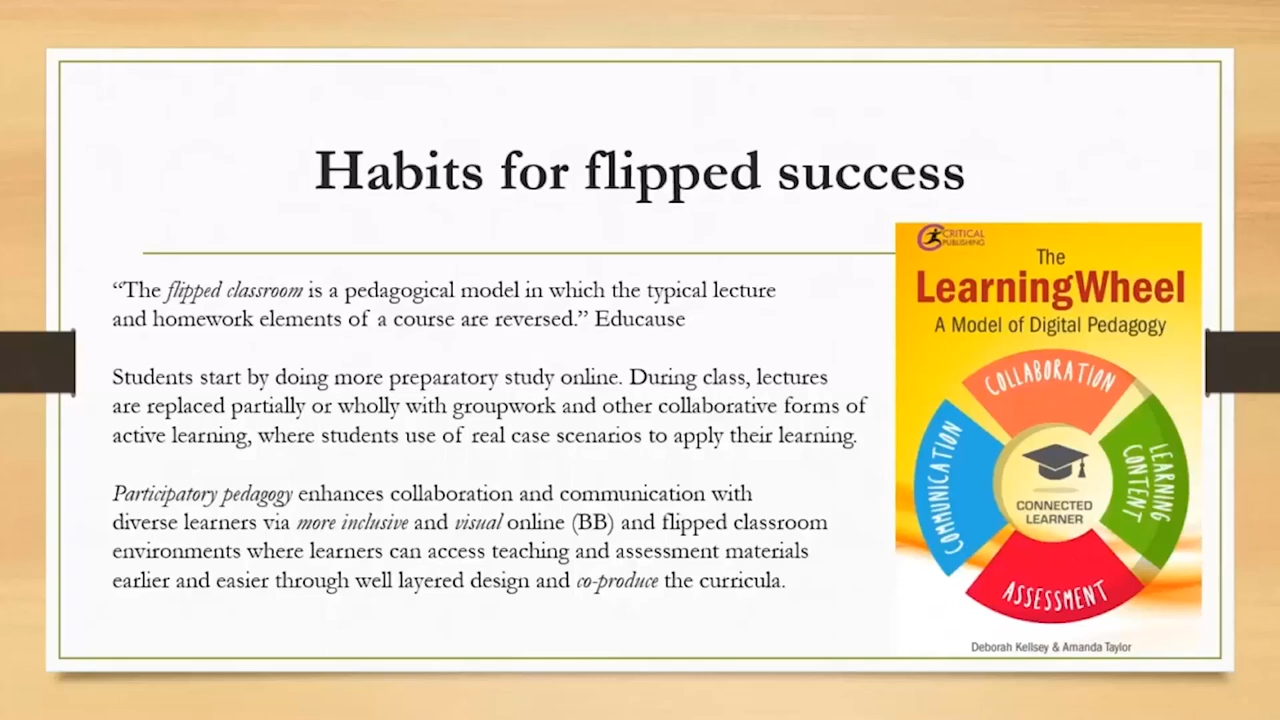 Habits for flipped success
“The flipped classroom is a pedagogical model in which the typical lecture
and homework elements of a course are reversed.” Educause
Students start by doing more preparatory study online. During class, lectures
are replaced partially or wholly with groupwork and other collaborative forms of
active learning, where students use of real case scenarios to apply their learning.
Participatory pedagogy enhances collaboration and communication with
diverse learners via more intensive and visual online (BB) and flipped classroom
environments where learners can access teaching and assessment materials
earlier and easier through well layered design and co-produce the curricula.
CRITICAL
PUBLISHING
The
LearningWheel
A Model of Digital Pedagogy
COLLABORATION
COMMUNICATION
LEARNING
CONTENT
CONNECTED
LEARNER
ASSESSMENT
Deborah Kellsey & Amanda Taylor